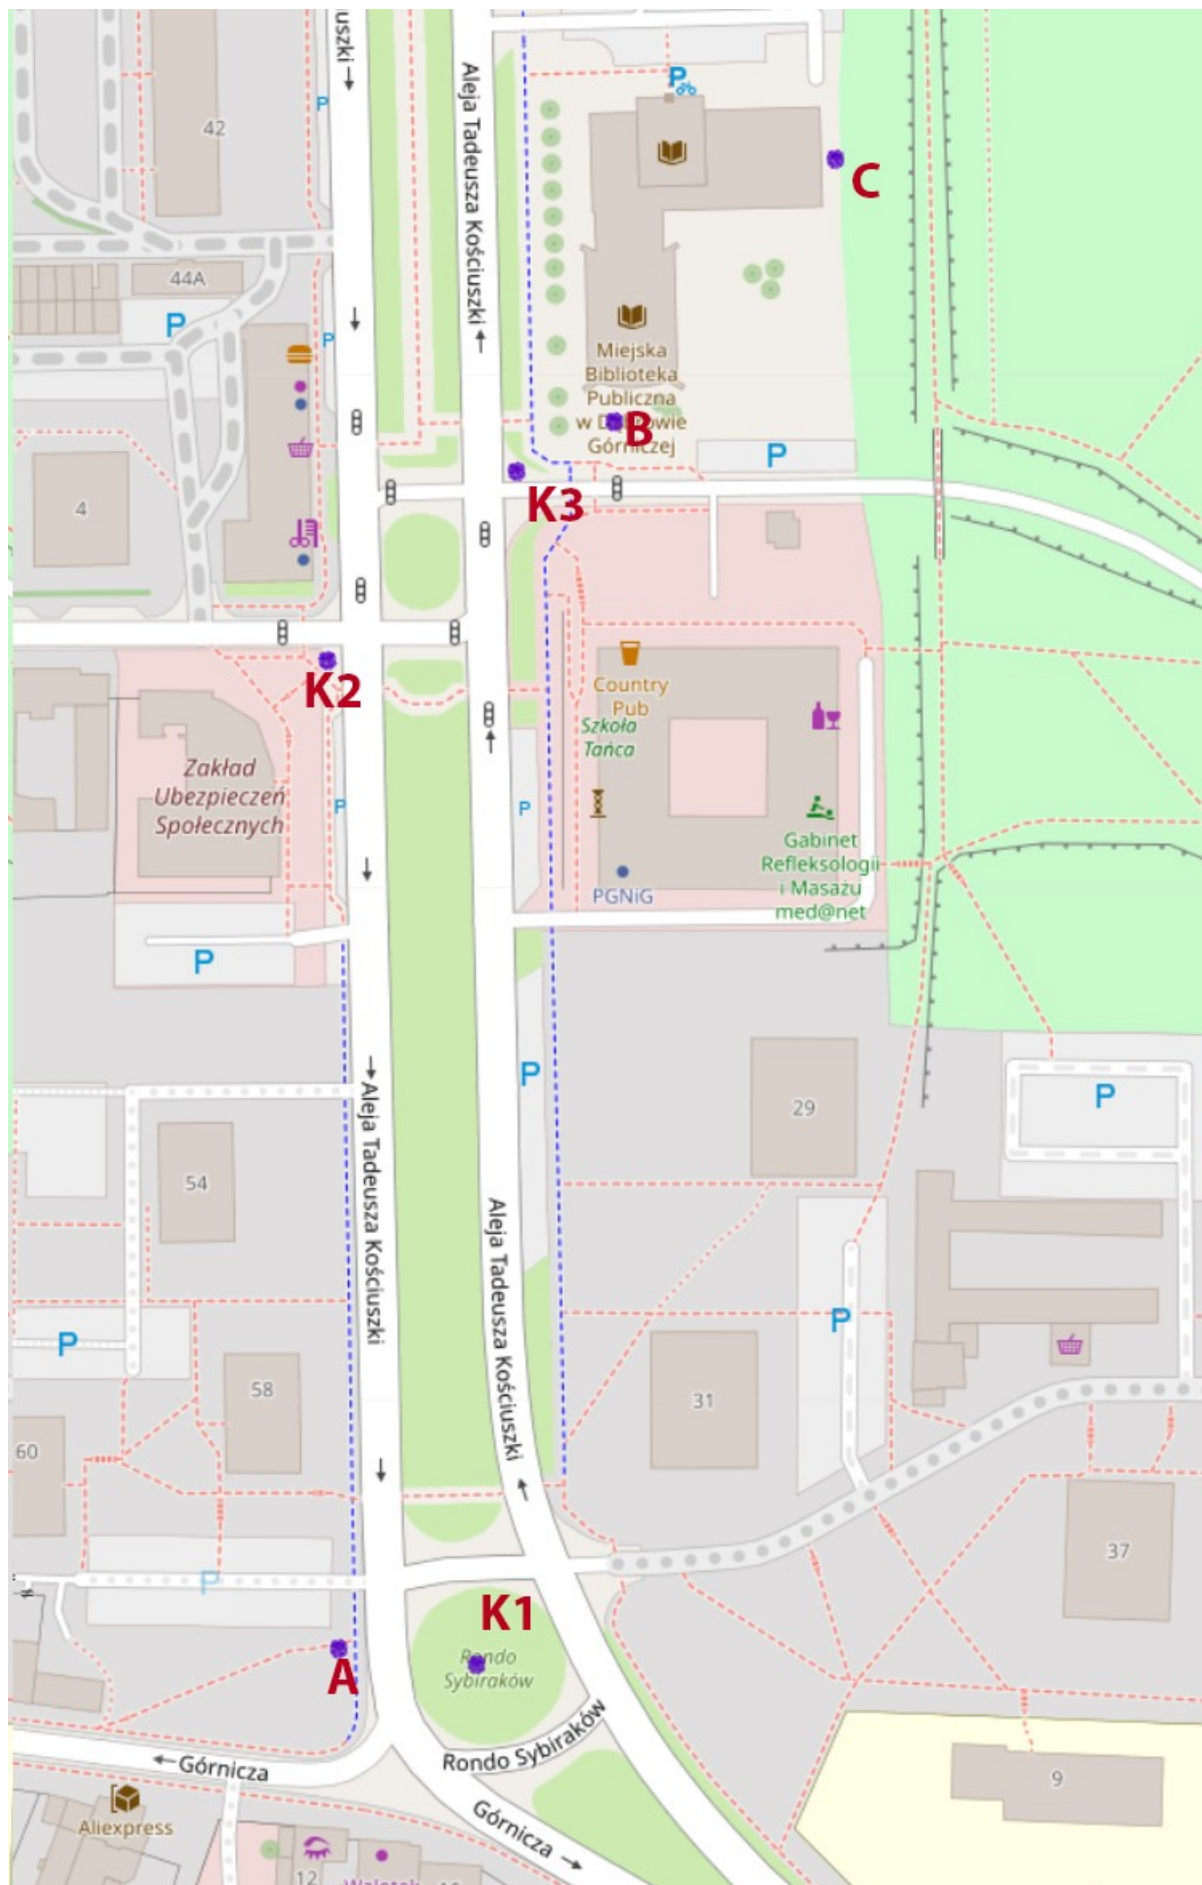 uszki
P
42
Aleja Tadeusza Kościuszki
P
C
44A
P
P
Miejska
Biblioteka
Publiczna
w Dąbrowie
Górniczej
B
P
4
K3
K2
Country
Pub
Szkoła
Tańca
Zakład
Ubezpieczeń
Społecznych
P
P
Gabinet
Refleksologii
i Masażu
med@net
PGNiG
P
P
P
29
Aleja Tadeusza Kościuszki
54
Aleja Tadeusza Kościuszki
P
P
58
31
60
37
P
K1
Rondo
Sybiraków
A
Rondo Sybiraków
Górnicza
9
Aliexpress
Górnicza
12